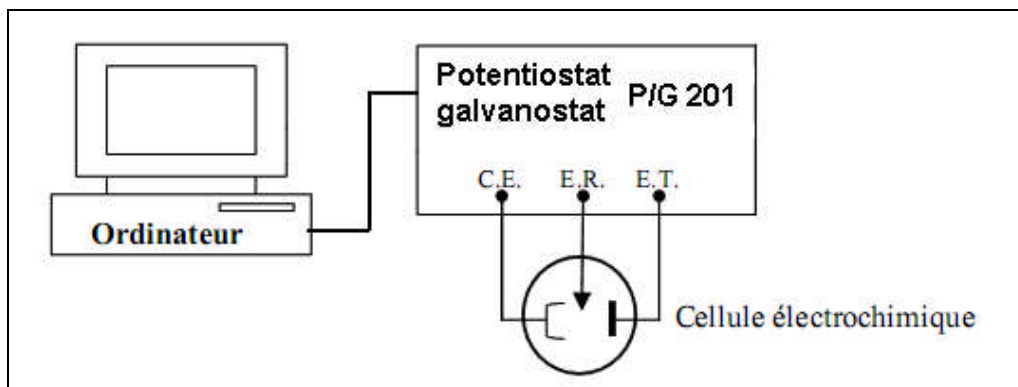 Potentiostat
galvanostat P/G 201
C.E. E.R. E.T.
Ordinateur
Cellule électrochimique